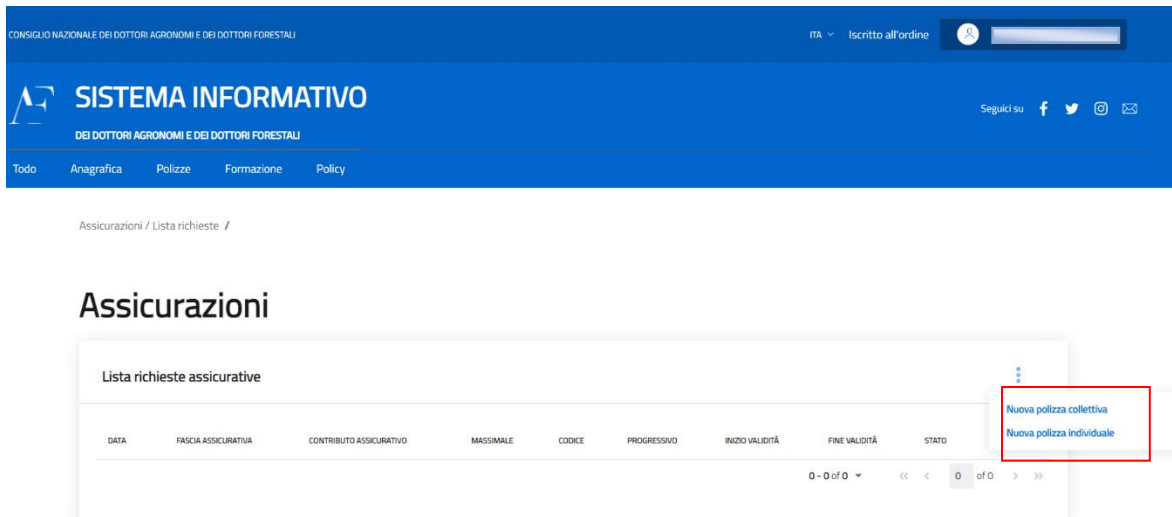 CONSIGLIO NAZIONALE DEI DOTTORI AGRONOMI E DEI DOTTORI FORESTALI
ITA Iscritto all'ordine
AF SISTEMA INFORMATIVO
DEI DOTTORI AGRONOMI E DEI DOTTORI FORESTALI
Seguici su
Todo Anagrafica Polizze Formazione Policy
Assicurazioni / Lista richieste /
Assicurazioni
Lista richieste assicurative
Nuova polizza collettiva
Nuova polizza individuale
DATA FASCIA ASSICURATIVA CONTRIBUTO ASSICURATIVO MASSIMALE CODICE PROGRESSIVO INIZIO VALIDITÀ FINE VALIDITÀ STATO
0 – 0 of 0 << < 0 of 0 > >>